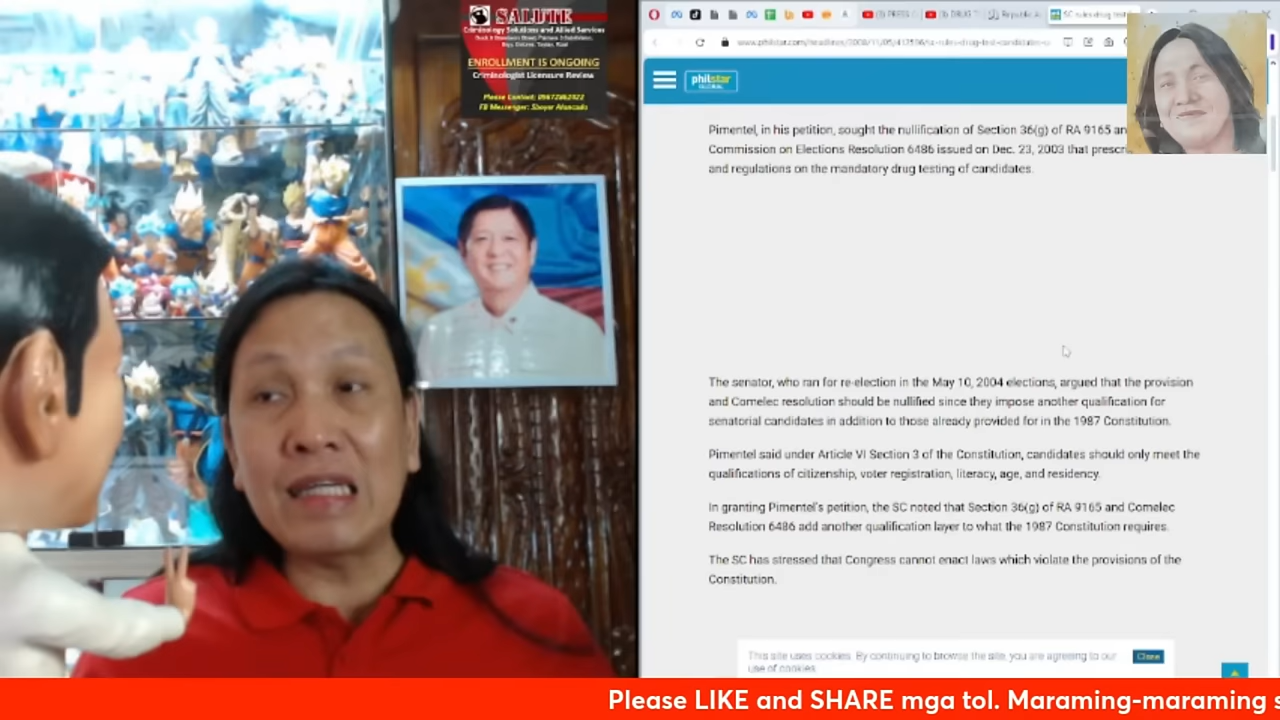 SALUTE
Criminology Solutions and Allied Services
ENROLLMENT IS ONGOING
Criminologist Licensure Review
Please Contact:
FB Messenger:
philstar
GLOBAL
Pimentel, in his petition, sought the nullification of Section 36(g) of RA 9165 an
Commission on Elections Resolution 6486 issued on Dec. 23, 2003 that prescr
and regulations on the mandatory drug testing of candidates.
The senator, who ran for re-election in the May 10, 2004 elections, argued that the provision
and Comelec resolution should be nullified since they impose another qualification for
senatorial candidates in addition to those already provided for in the 1987 Constitution.
Pimentel said under Article VI Section 3 of the Constitution, candidates should only meet the
qualifications of citizenship, voter registration, literacy, age, and residency.
In granting Pimentel's petition, the SC noted that Section 36(g) of RA 9165 and Comelec
Resolution 6486 add another qualification layer to what the 1987 Constitution requires.
The SC has stressed that Congress cannot enact laws which violate the provisions of the
Constitution.
This site uses cookies. By continuing to browse the site, you are agreeing to our
use of cookies
Close
Please LIKE and SHARE mga tol. Maraming-maraming s